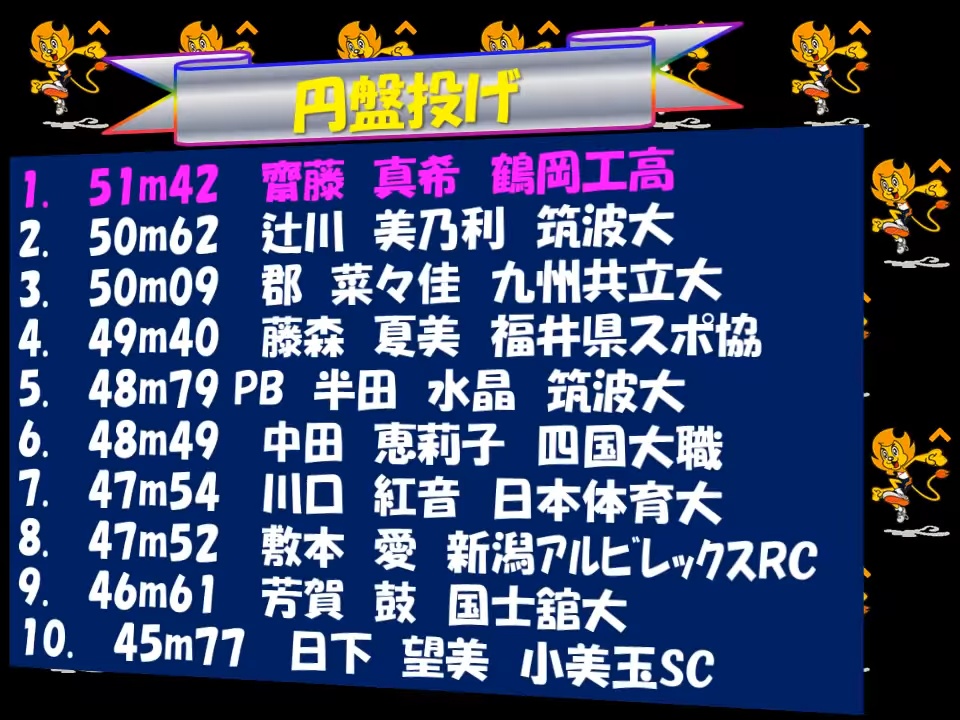 円盤投げ
1. 51m42 齋藤 真希 鶴岡工高
2. 50m62 辻川 美乃利 筑波大
3. 50m09 郡 菜々佳 九州共立大
4. 49m40 藤森 夏美 福井県スポ協
5. 48m79 PB 半田 水晶 筑波大
6. 48m49 中田 恵莉子 四国大職
7. 47m54 川口 紅音 日本体育大
8. 47m52 敷本 愛 新潟アルビレックスRC
9. 46m61 芳賀 鼓 国士舘大
10. 45m77 日下 望美 小美玉SC